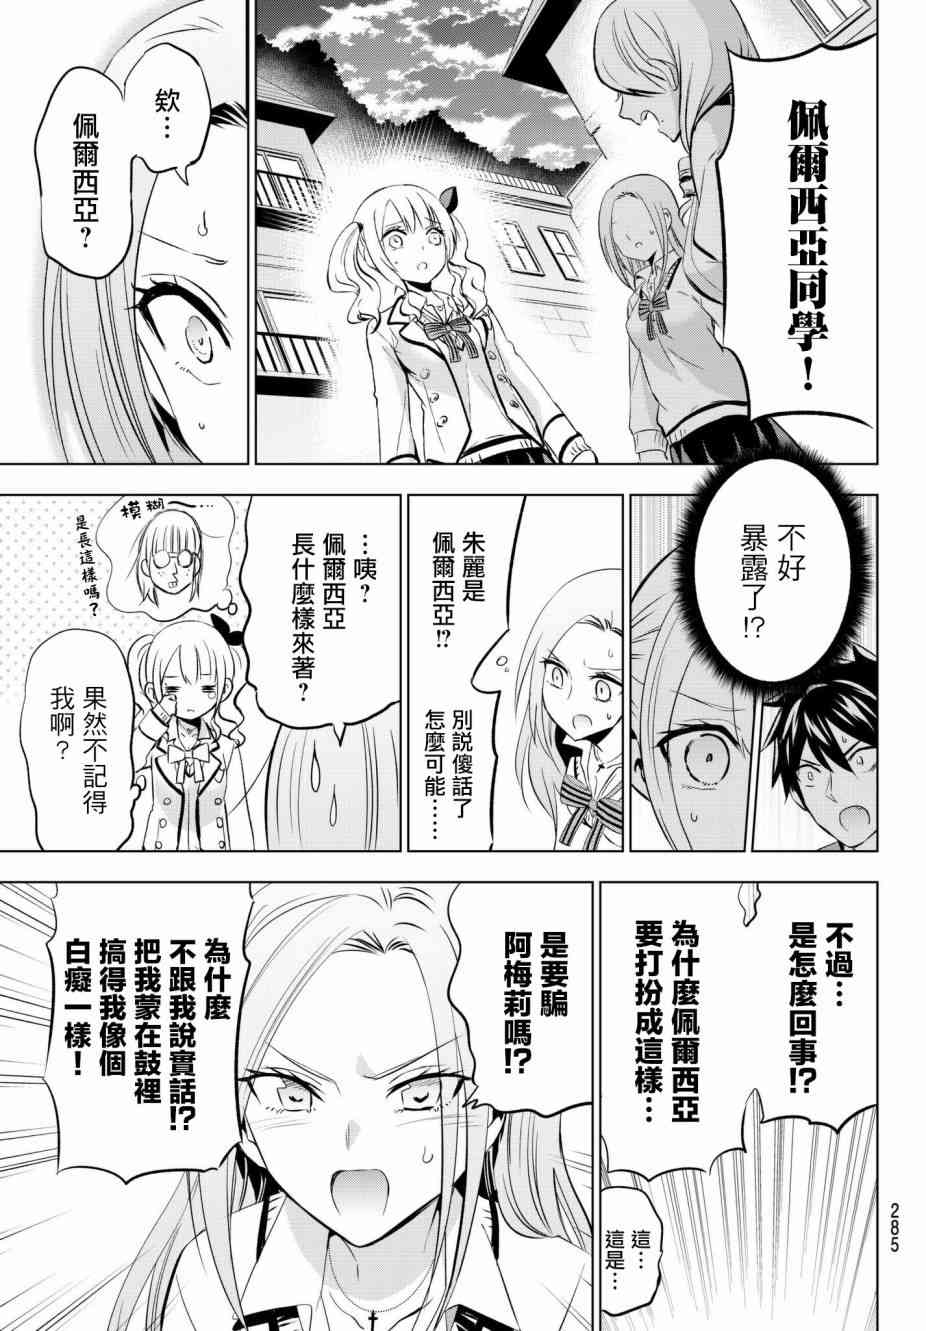 佩爾西亞同學！
欸…
佩爾西亞？
不好
暴露了!?
朱麗是
佩爾西亞!?
別説傻話了
怎麼可能……
…咦？
佩爾西亞
長什麼樣來著？
模糊……
是長這樣嗎？
果然不記得
我啊？
不過…
是怎麼回事!?
為什麼佩爾西亞
要打扮成這樣…
這…
這是…
是要騙
阿梅莉嗎!?
為什麼
不跟我說實話!?
把我蒙在鼓裡
搞得我像個
白癡一樣！
285